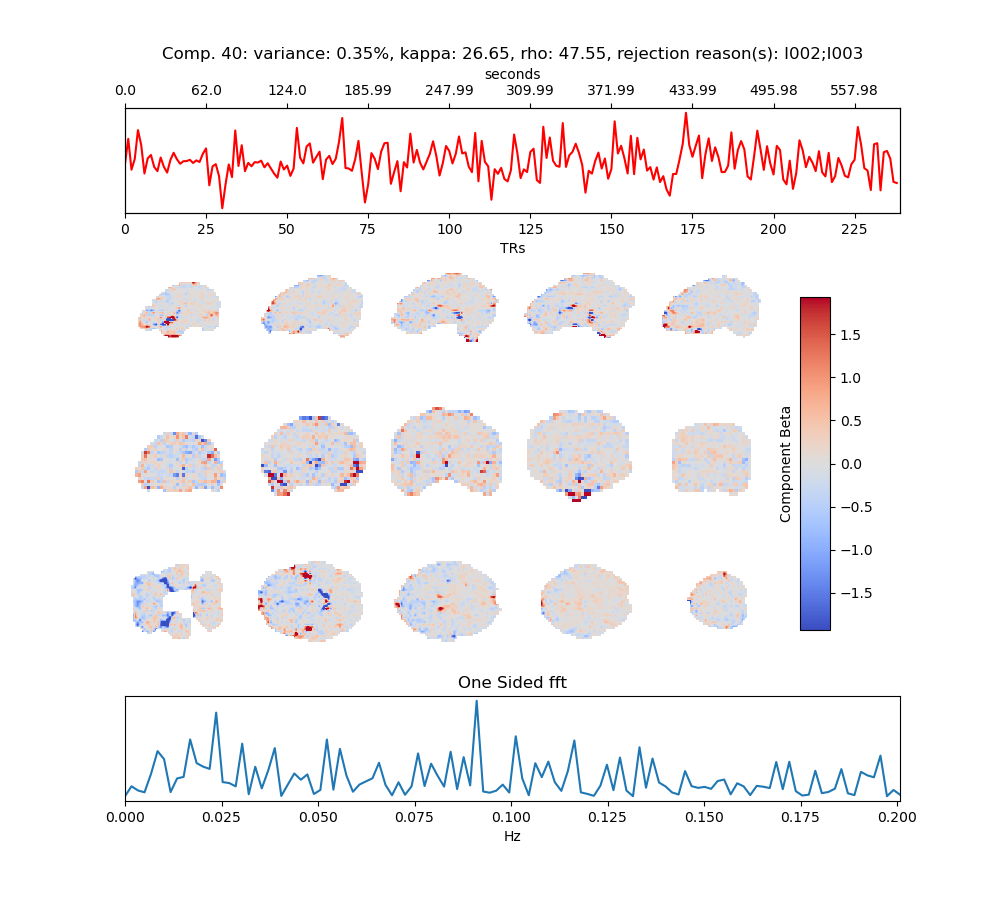 Comp. 40: variance: 0.35%, kappa: 26.65, rho: 47.55, rejection reason(s): I002;I003
seconds
0.0 62.0 124.0 185.99 247.99 309.99 371.99 433.99 495.98 557.98
0 25 50 75 100 125 150 175 200 225
TRs
Component Beta
1.5
1.0
0.5
0.0
−0.5
−1.0
−1.5
One Sided fft
0.000 0.025 0.050 0.075 0.100 0.125 0.150 0.175 0.200
Hz